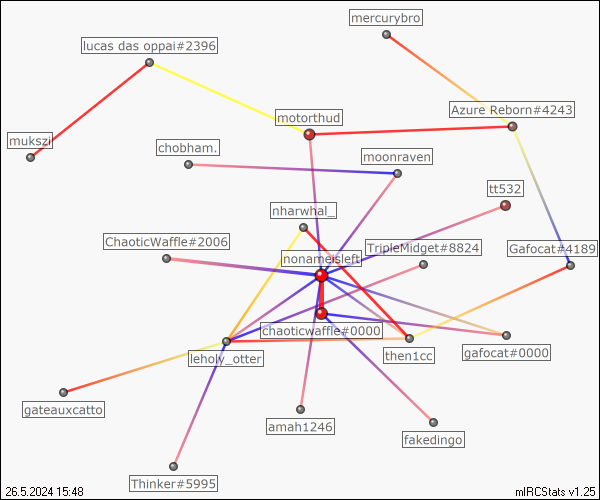 mercurybro
lucas das oppai#2396
Azure Reborn#4243
motorthud
mukszi
chobham.
moonraven
tt532
nharwhal_
ChaoticWaffle#2006
TripleMidget#8824
Gafocat#4189
nonameisleft
chaoticwaffle#0000
leholy_otter
then1cc
gafocat#0000
gateauxcatto
amah1246
fakedingo
Thinker#5995
26.5.2024 15:48
mIRCStats v1.25